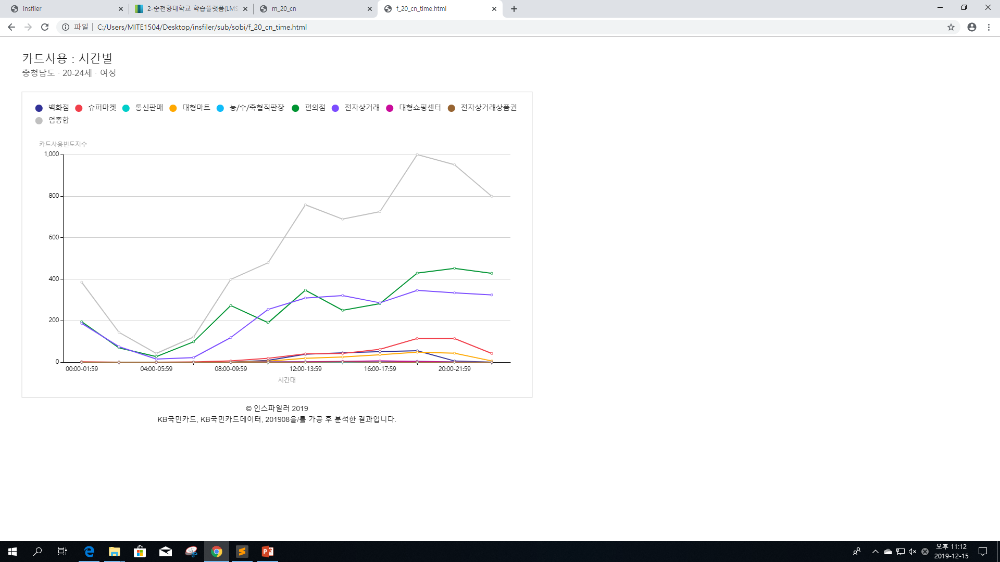 insfiler
2-순천향대학교 학습플랫폼(LMS
m_20_cn
f_20_cn_time.html
파일
C:/Users/MITE1504/Desktop/insfiler/sub/sobi/f_20_cn_time.html
카드사용 : 시간별
충청남도 · 20-24세 · 여성
백화점 슈퍼마켓 통신판매 대형마트 농/수/축협직판장 편의점 전자상거래 대형쇼핑센터 전자상거래상품권
업종합
카드사용빈도지수
1,000
800
600
400
200
0
00:00-01:59 04:00-05:59 08:00-09:59 12:00-13:59 16:00-17:59 20:00-21:59
시간대
© 인스파일러 2019
KB국민카드, KB국민카드데이터, 201908을/를 가공 후 분석한 결과입니다.
오후 11:12
2019-12-15